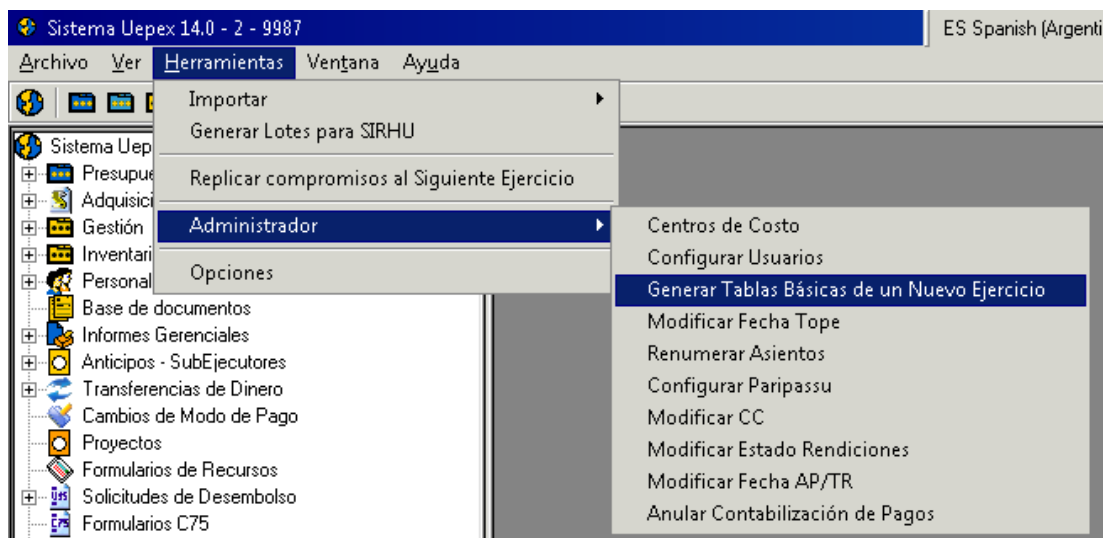 Sistema Uepex 14.0 - 2 - 9987
ES Spanish (Argenti
Archivo Ver Herramientas Ventana Ayuda
Importar
Generar Lotes para SIRHU
Replicar compromisos al Siguiente Ejercicio
Administrador
Opciones
Sistema Uep
Presupue
Adquisici
Gestión
Inventari
Personal
Base de documentos
Informes Gerenciales
Anticipos - SubEjecutores
Transferencias de Dinero
Cambios de Modo de Pago
Proyectos
Formularios de Recursos
Solicitudes de Desembolso
Formularios C75
Centros de Costo
Configurar Usuarios
Generar Tablas Básicas de un Nuevo Ejercicio
Modificar Fecha Tope
Renumerar Asientos
Configurar Paripassu
Modificar CC
Modificar Estado Rendiciones
Modificar Fecha AP/TR
Anular Contabilización de Pagos